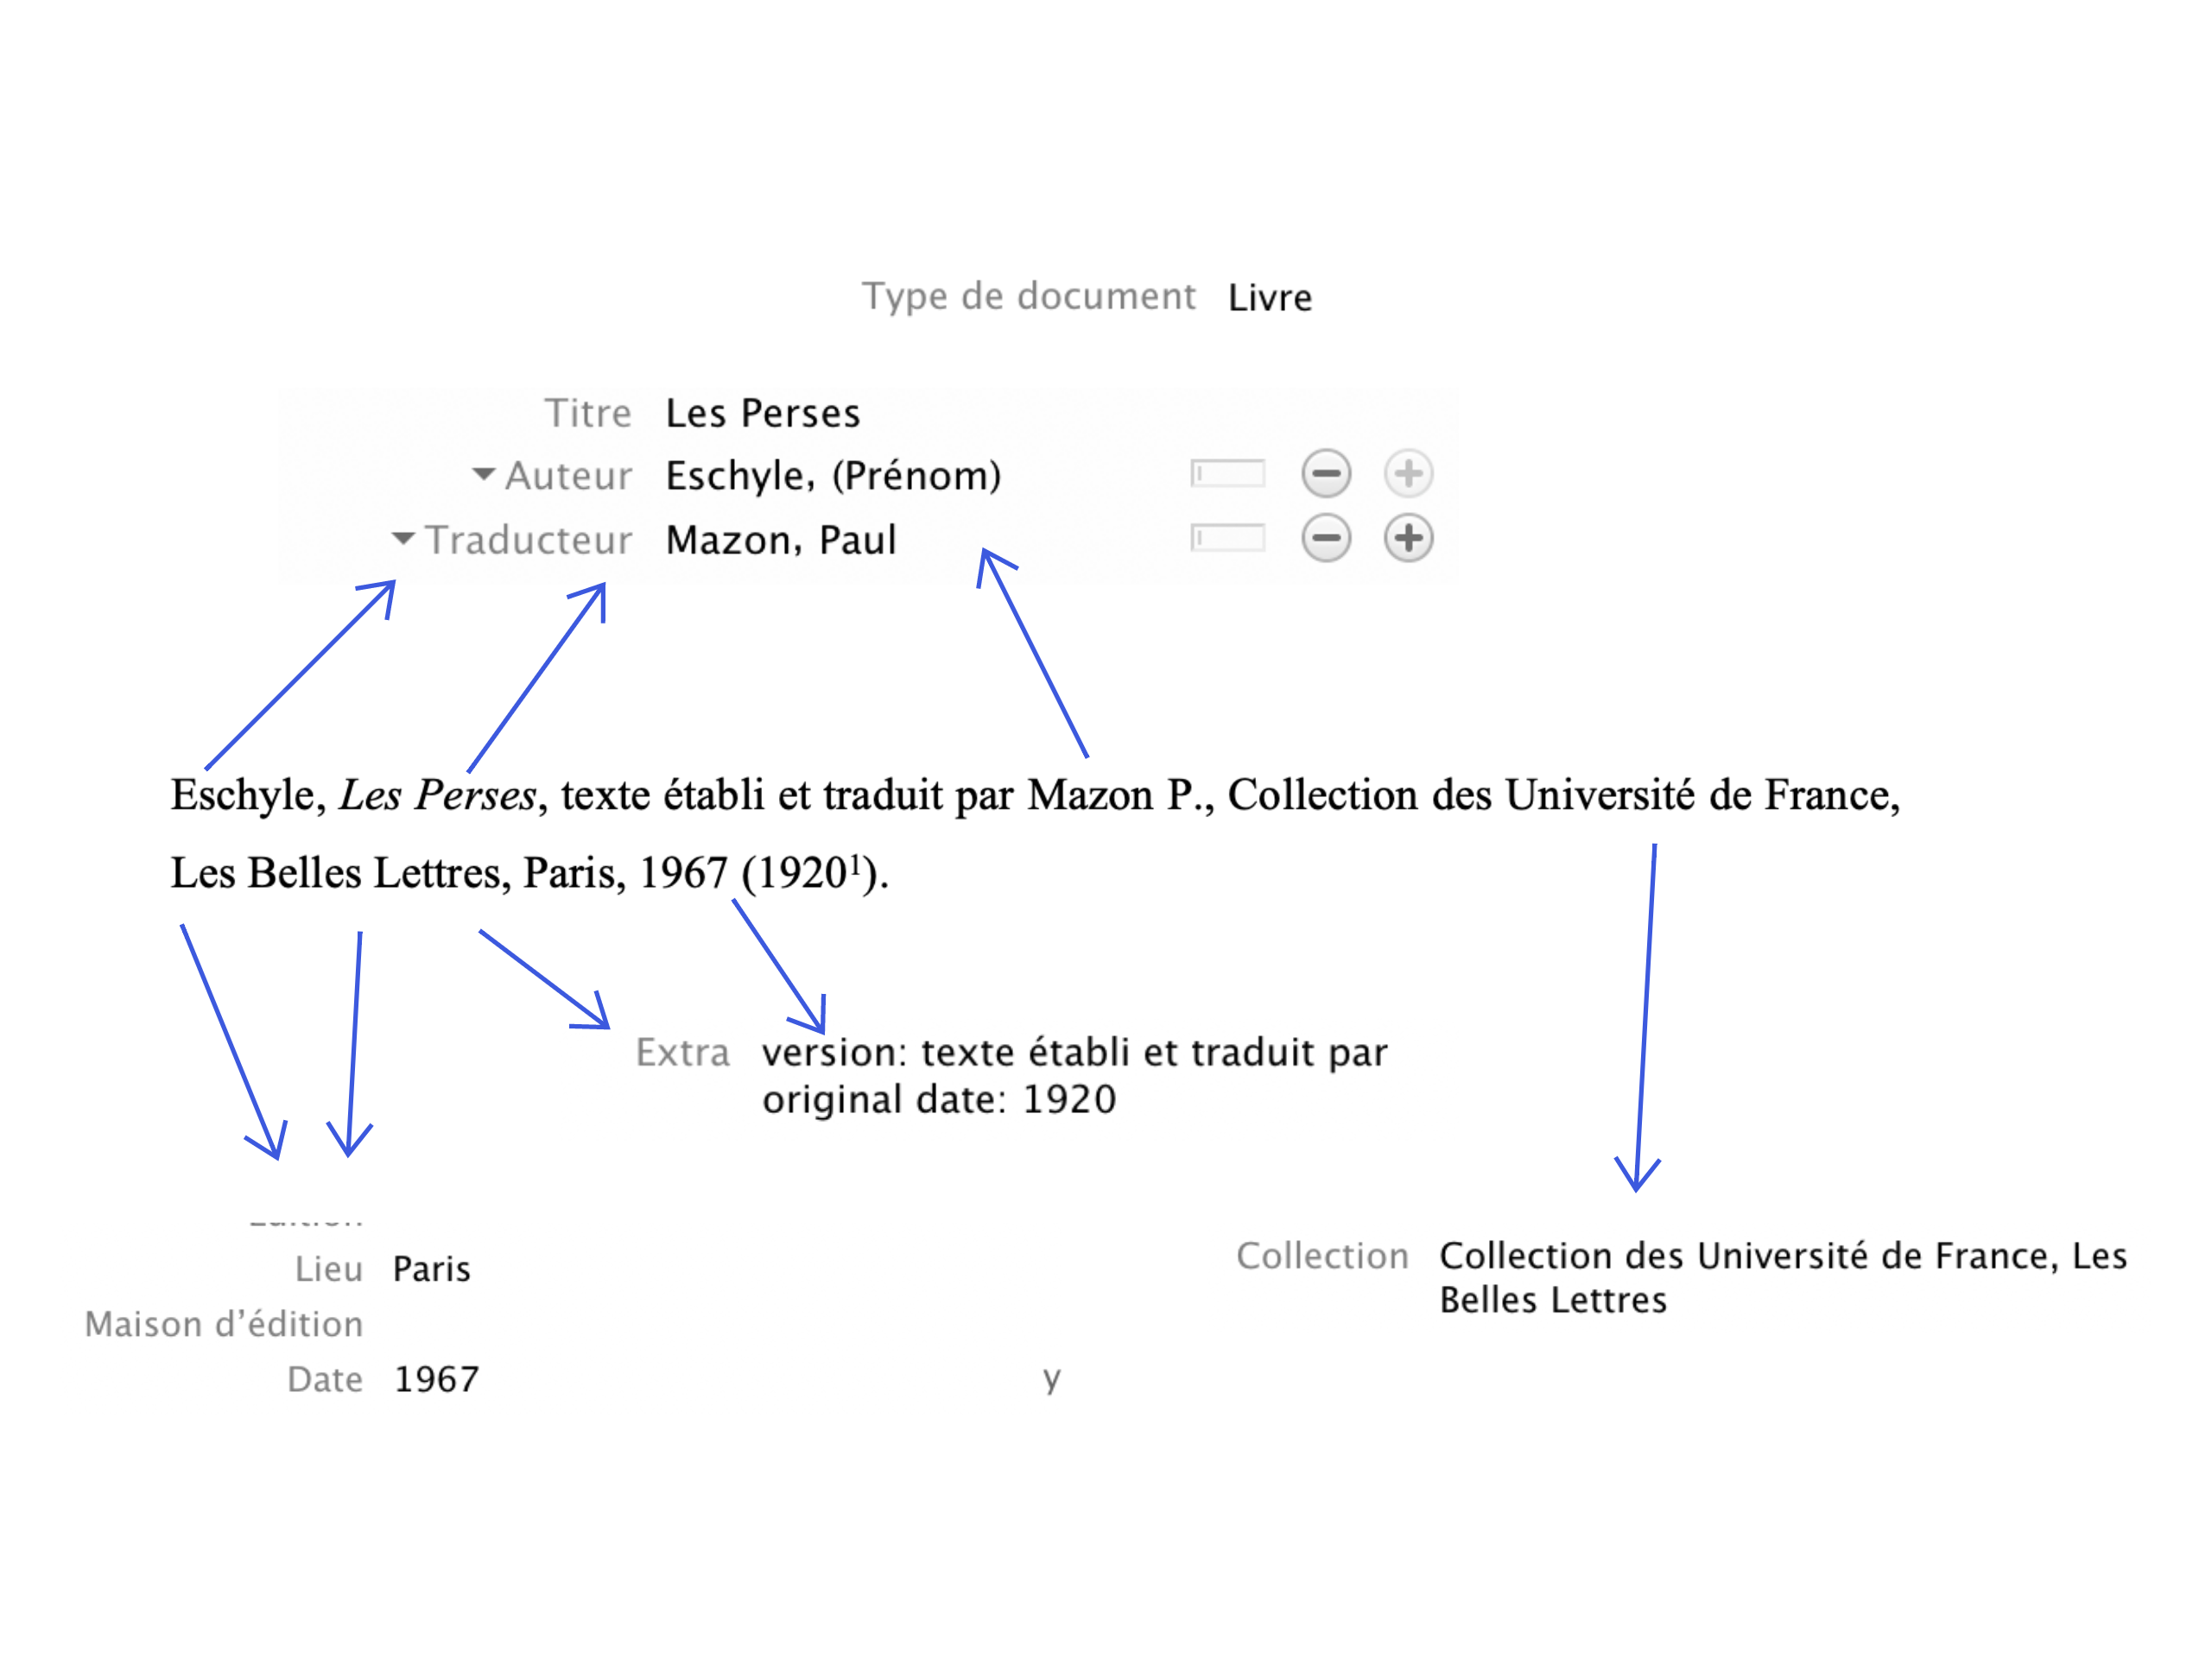 Type de document Livre
Titre Les Perses
Auteur Eschyle, (Prénom)
Traducteur Mazon, Paul
Eschyle, Les Perses, texte établi et traduit par Mazon P., Collection des Université de France,
Les Belles Lettres, Paris, 1967 (1920¹).
Extra version: texte établi et traduit par
original date: 1920
Lieu Paris
Maison d'édition
Date 1967 y
Collection Collection des Université de France, Les
Belles Lettres